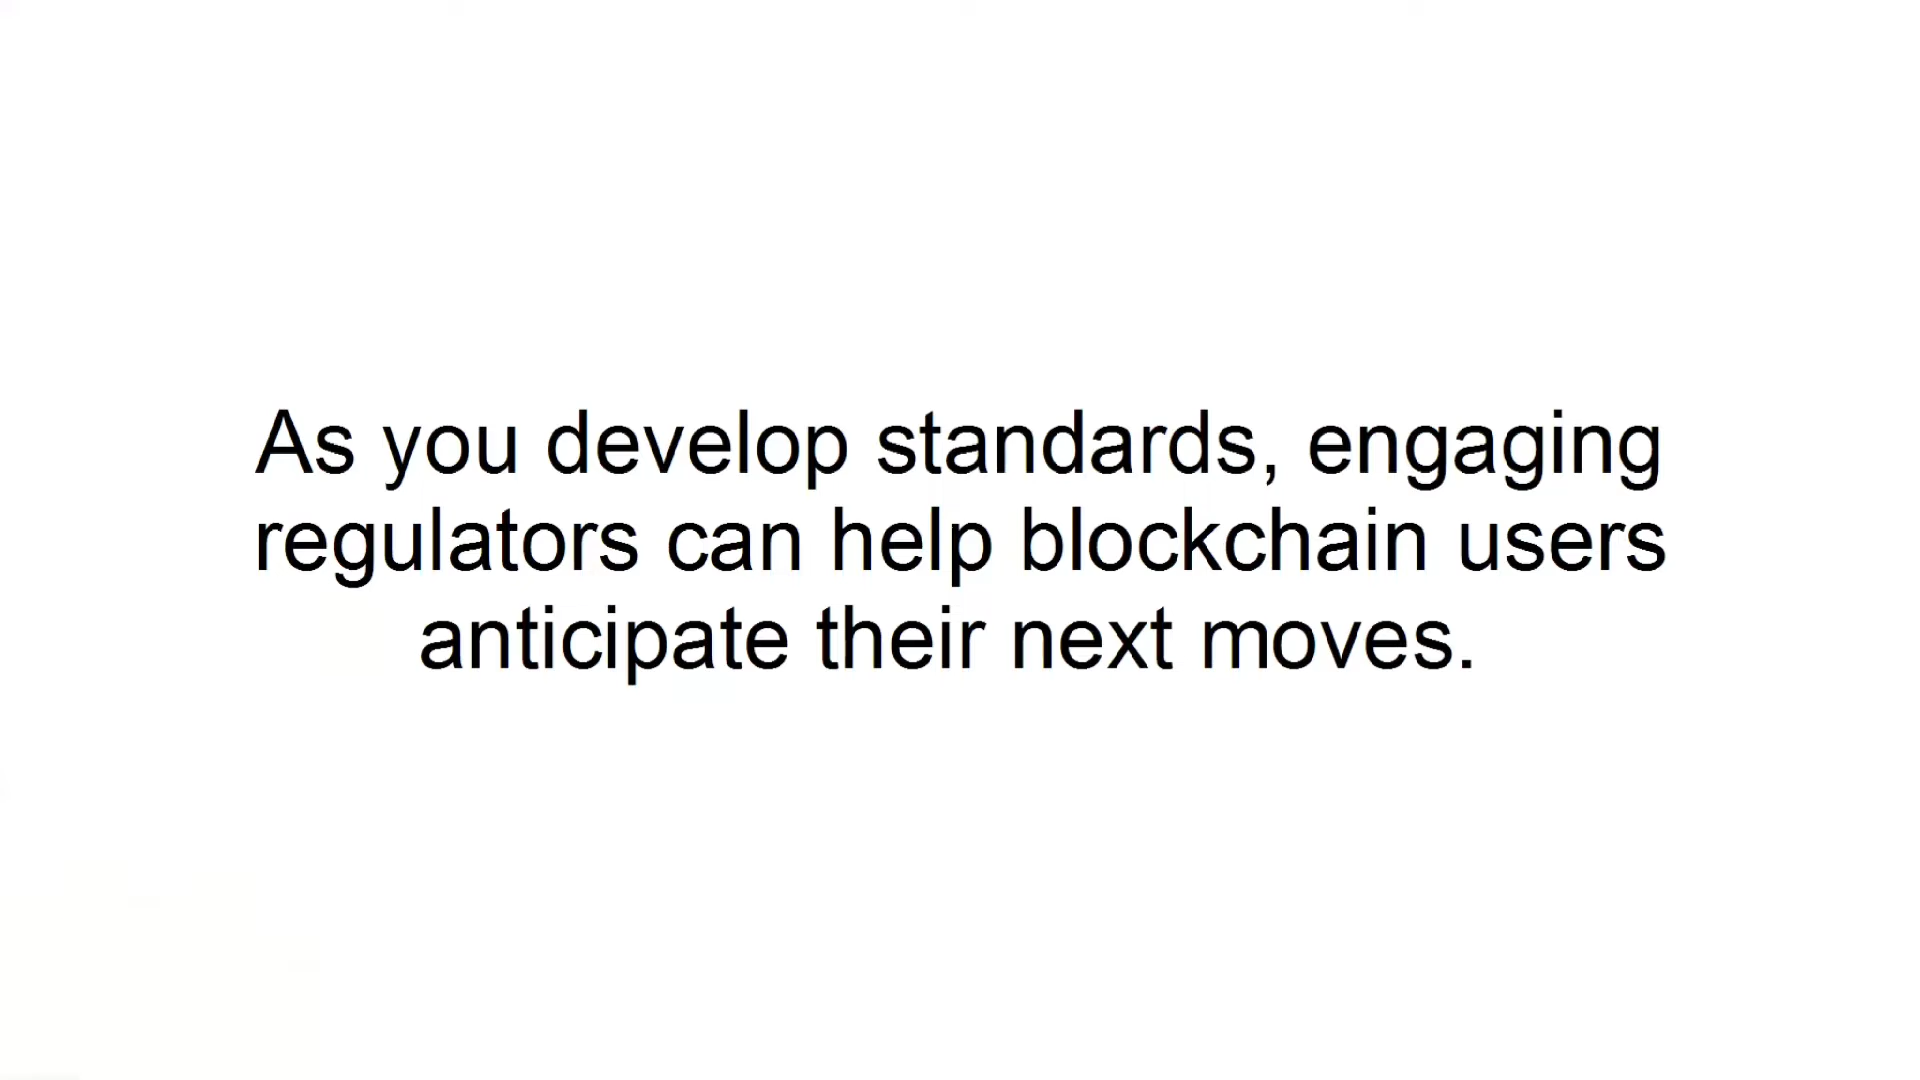 As you develop standards, engaging
regulators can help blockchain users
anticipate their next moves.